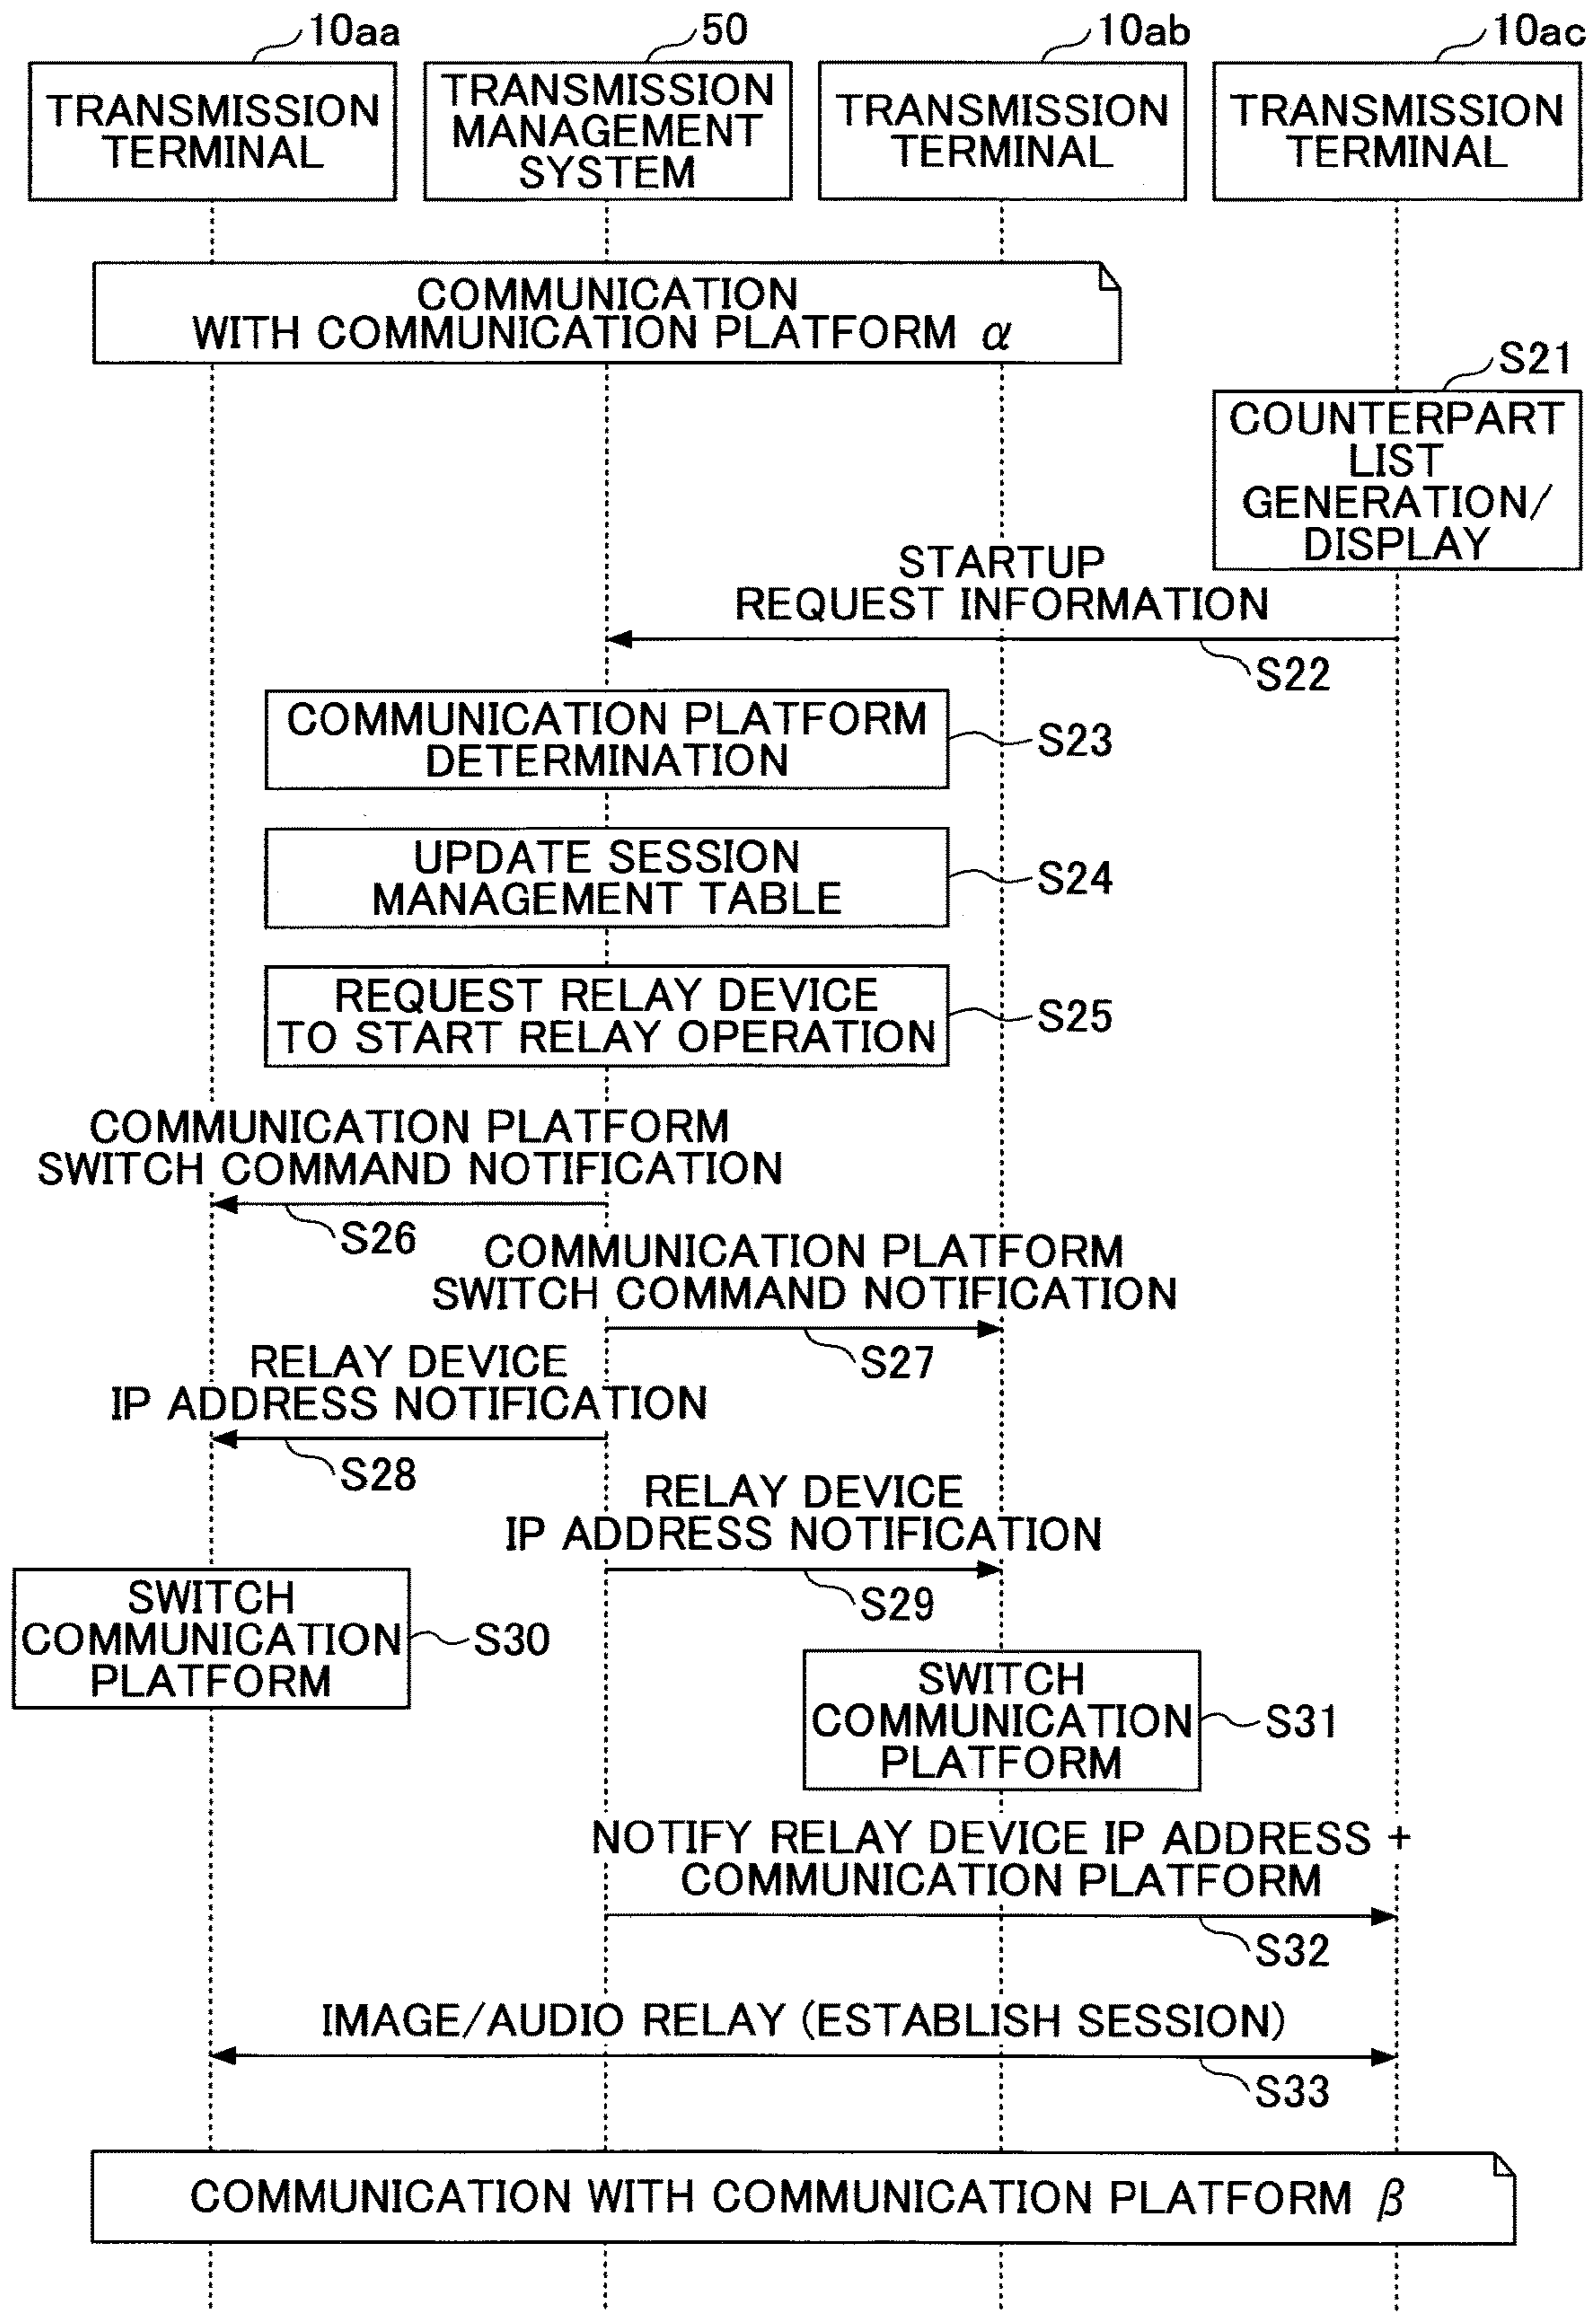 10aa
50
10ab
10ac
TRANSMISSION
TERMINAL
TRANSMISSION
MANAGEMENT
SYSTEM
TRANSMISSION
TERMINAL
TRANSMISSION
TERMINAL
COMMUNICATION
WITH COMMUNICATION PLATFORM α
S21
COUNTERPART
LIST
GENERATION/
DISPLAY
STARTUP
REQUEST INFORMATION
S22
COMMUNICATION PLATFORM
DETERMINATION
S23
UPDATE SESSION
MANAGEMENT TABLE
S24
REQUEST RELAY DEVICE
TO START RELAY OPERATION
S25
COMMUNICATION PLATFORM
SWITCH COMMAND NOTIFICATION
S26
COMMUNICATION PLATFORM
SWITCH COMMAND NOTIFICATION
S27
RELAY DEVICE
IP ADDRESS NOTIFICATION
S28
RELAY DEVICE
IP ADDRESS NOTIFICATION
S29
SWITCH
COMMUNICATION
PLATFORM
S30
SWITCH
COMMUNICATION
PLATFORM
S31
NOTIFY RELAY DEVICE IP ADDRESS +
COMMUNICATION PLATFORM
S32
IMAGE/AUDIO RELAY (ESTABLISH SESSION)
S33
COMMUNICATION WITH COMMUNICATION PLATFORM β